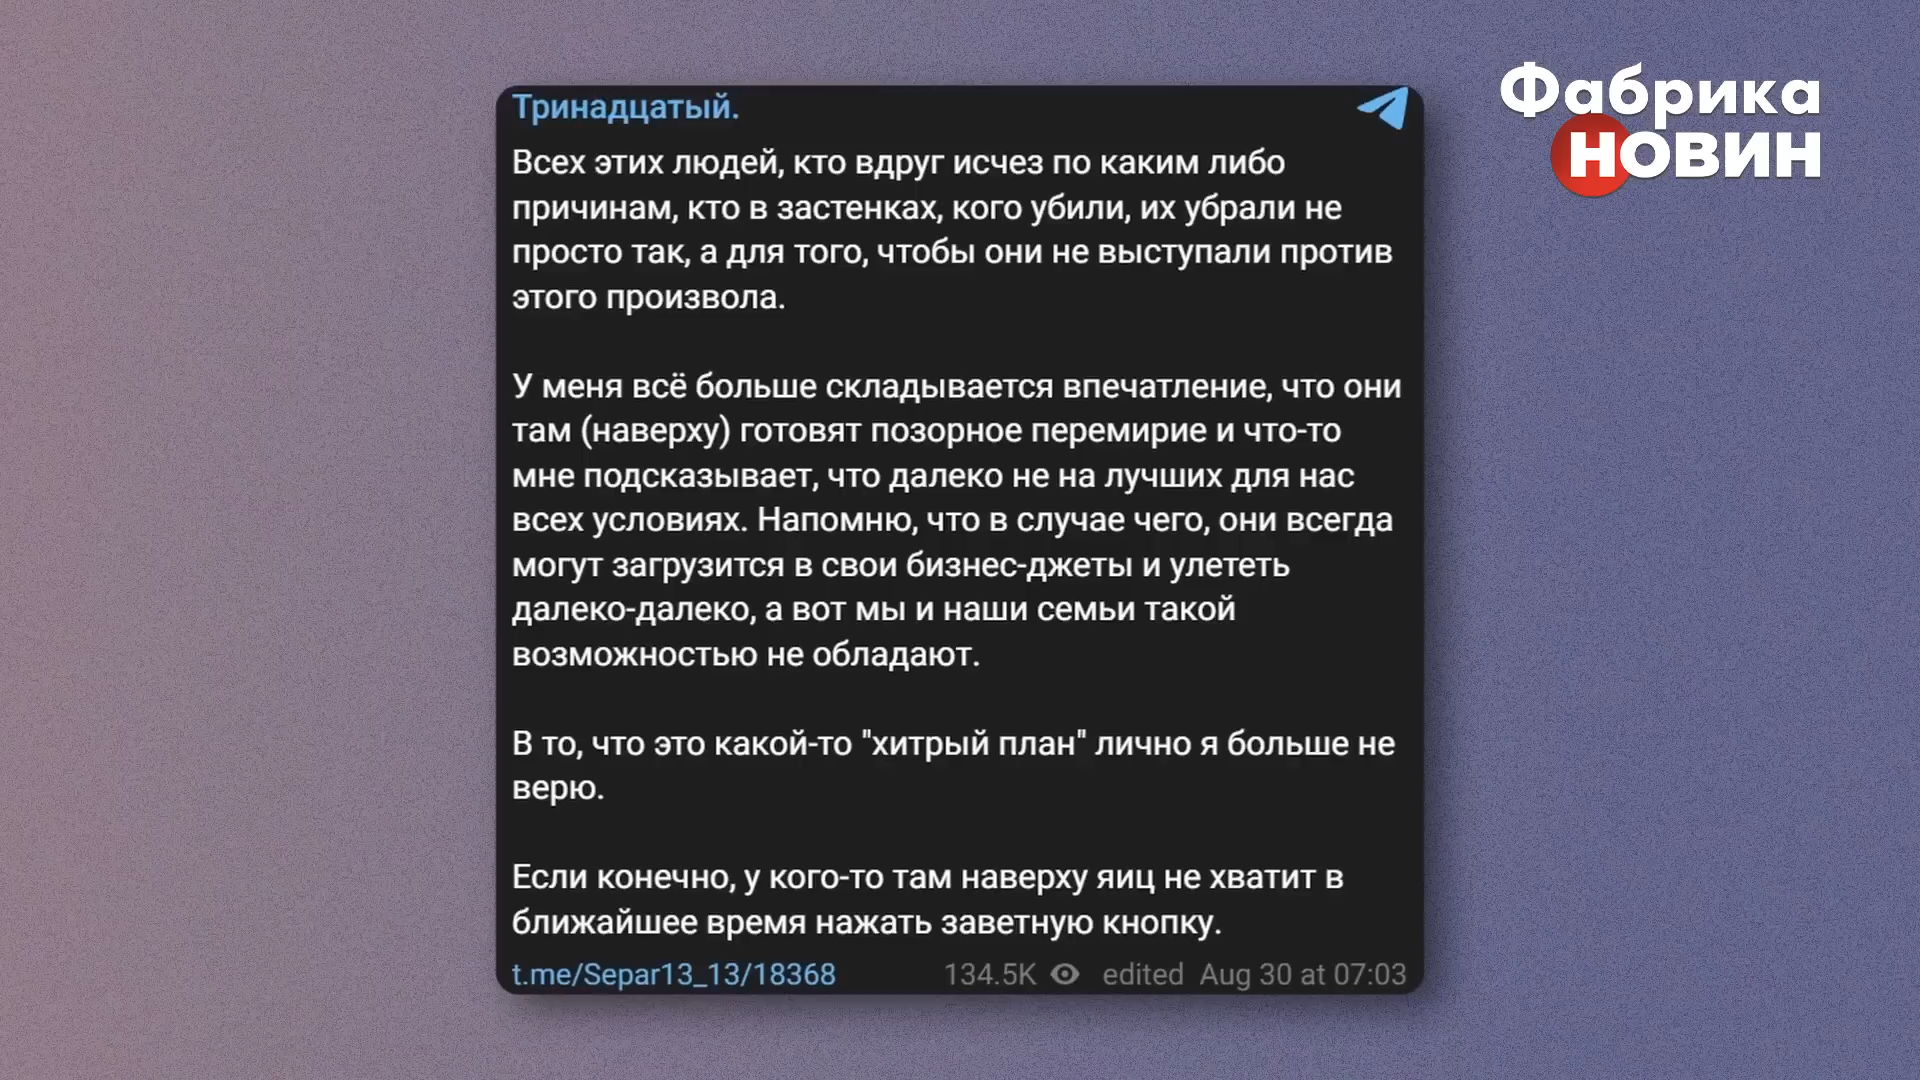 Фабрика
новин
Тринадцатый.
Всех этих людей, кто вдруг исчез по каким либо
причинам, кто в застенках, кого убили, их убрали не
просто так, а для того, чтобы они не выступали против
этого произвола.
У меня всё больше складывается впечатление, что они
там (наверху) готовят позорное перемирие и что-то
мне подсказывает, что далеко не на лучших для нас
всех условиях. Напомню, что в случае чего, они всегда
могут загрузится в свои бизнес-джеты и улететь
далеко-далеко, а вот мы и наши семьи такой
возможностью не обладают.
В то, что это какой-то "хитрый план" лично я больше не
верю.
Если конечно, у кого-то там наверху яиц не хватит в
ближайшее время нажать заветную кнопку.
t.me/Separ13_13/18368 134.5K edited Aug 30 at 07:03